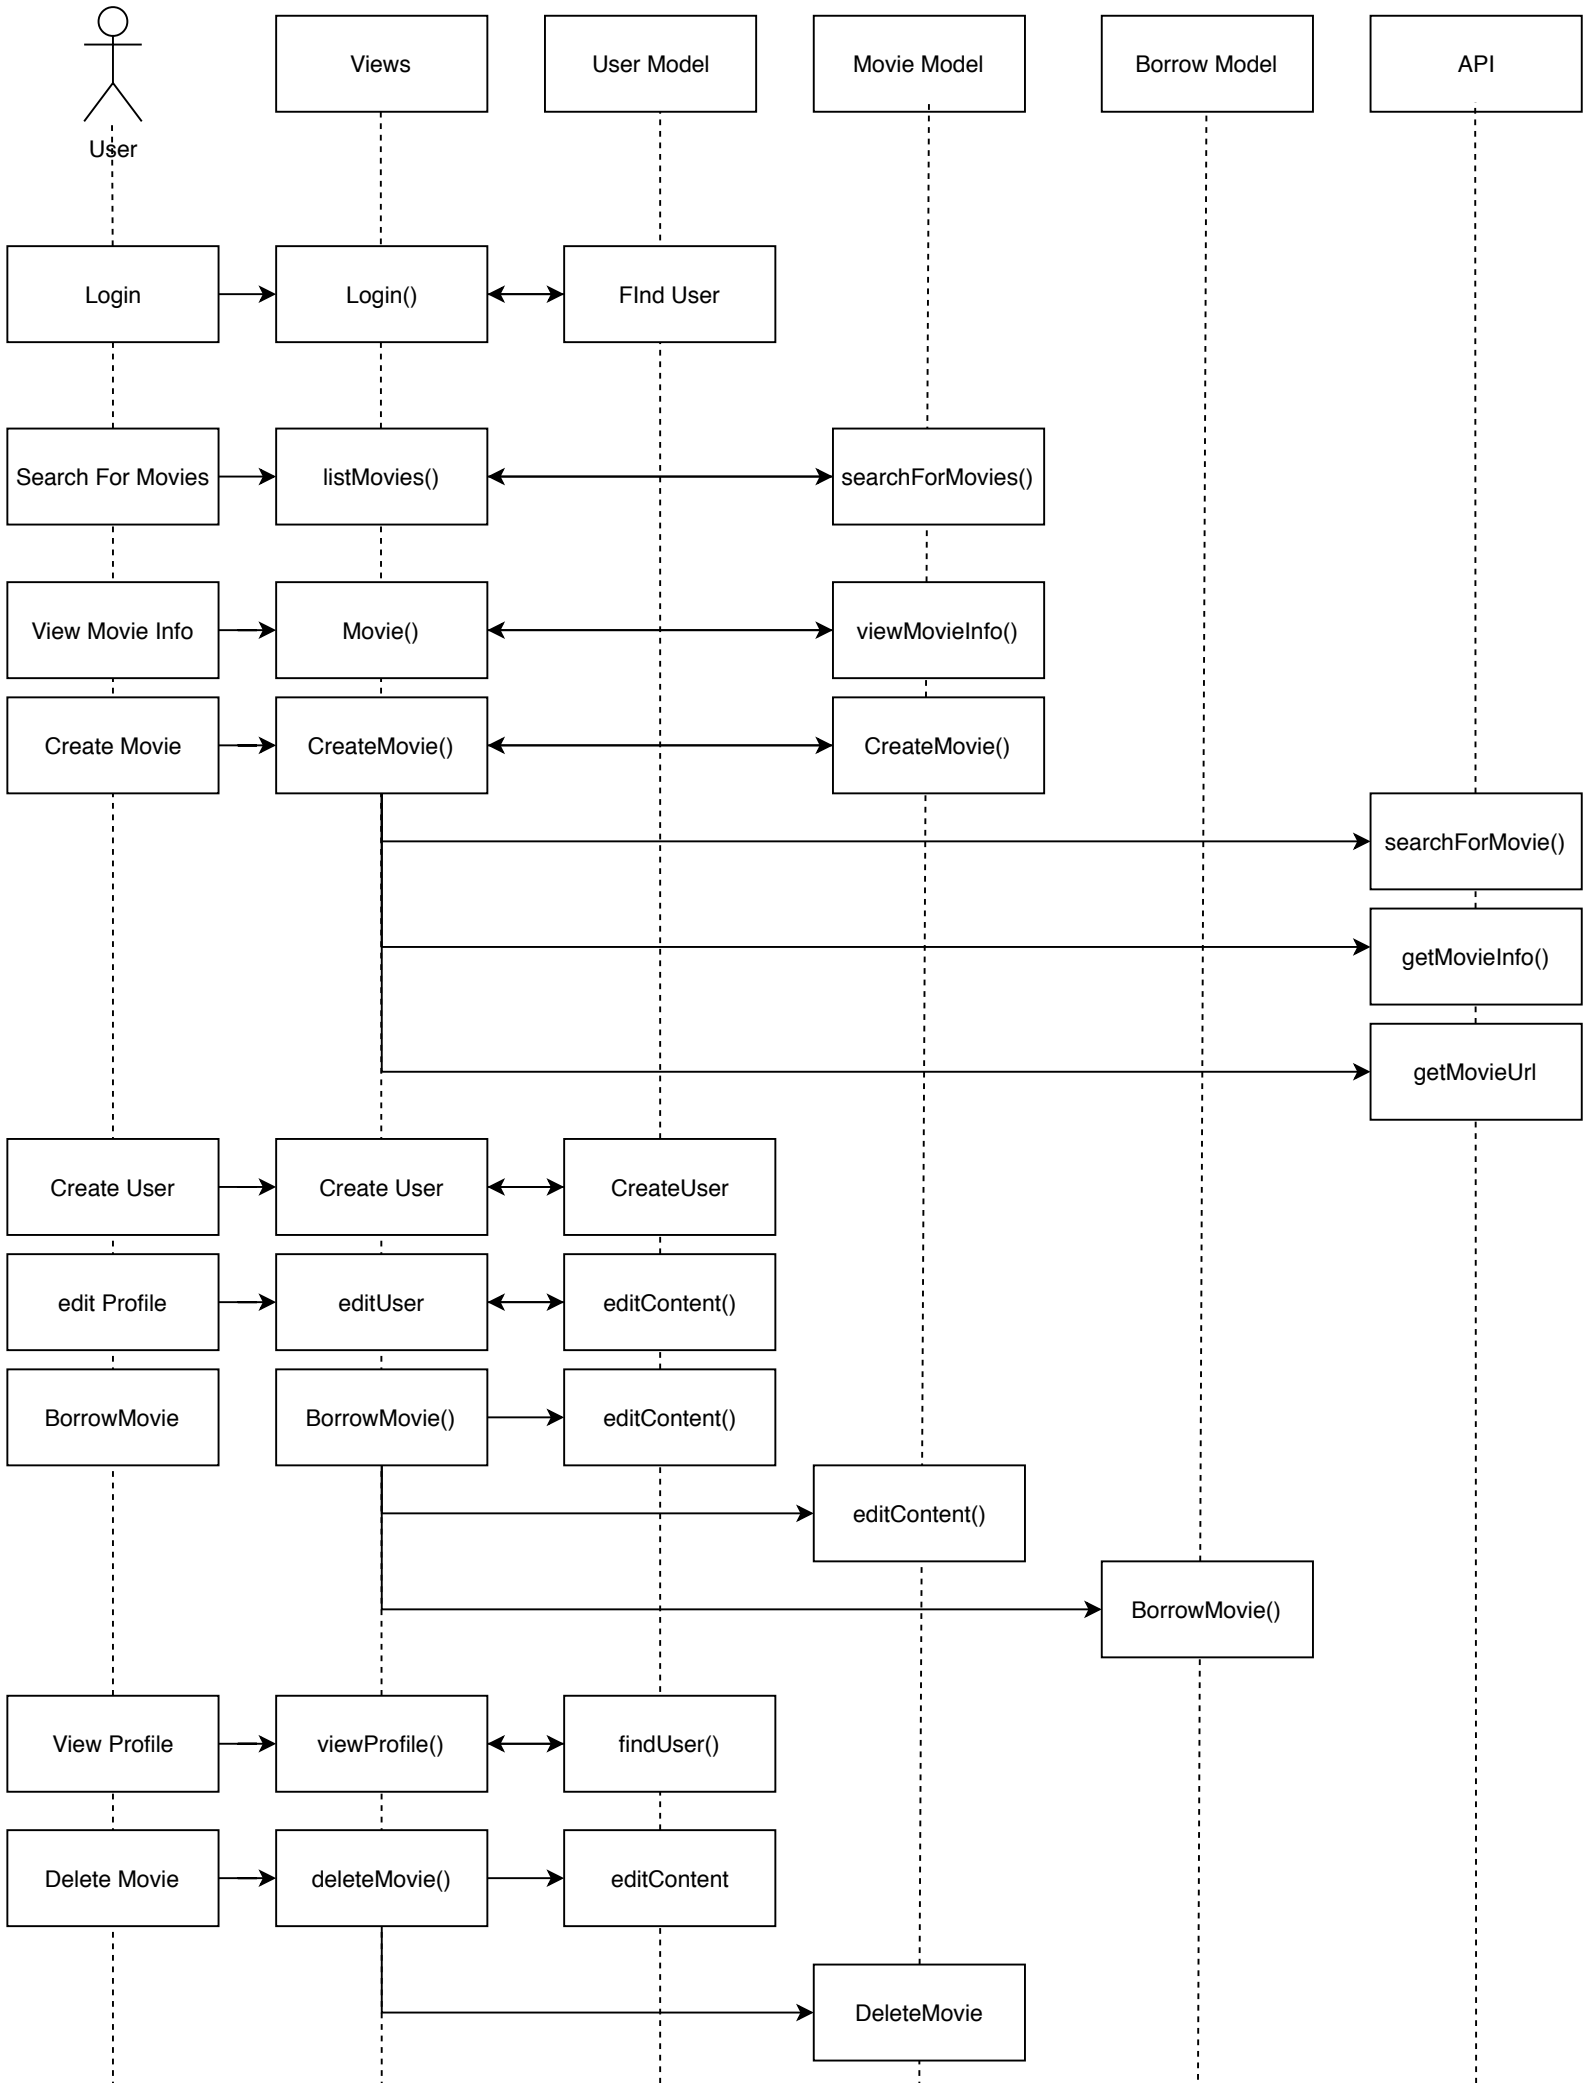 Views
User Model
Movie Model
Borrow Model
API
User
Login
Login()
FInd User
Search For Movies
listMovies()
searchForMovies()
View Movie Info
Movie()
viewMovieInfo()
Create Movie
CreateMovie()
CreateMovie()
searchForMovie()
getMovieInfo()
getMovieUrl
Create User
Create User
CreateUser
edit Profile
editUser
editContent()
BorrowMovie
BorrowMovie()
editContent()
editContent()
BorrowMovie()
View Profile
viewProfile()
findUser()
Delete Movie
deleteMovie()
editContent
DeleteMovie